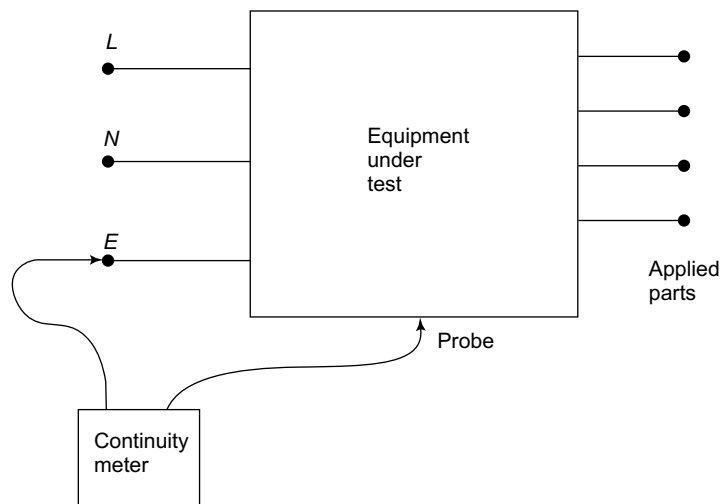 L
N
E
Equipment
under
test
Applied
parts
Probe
Continuity
meter